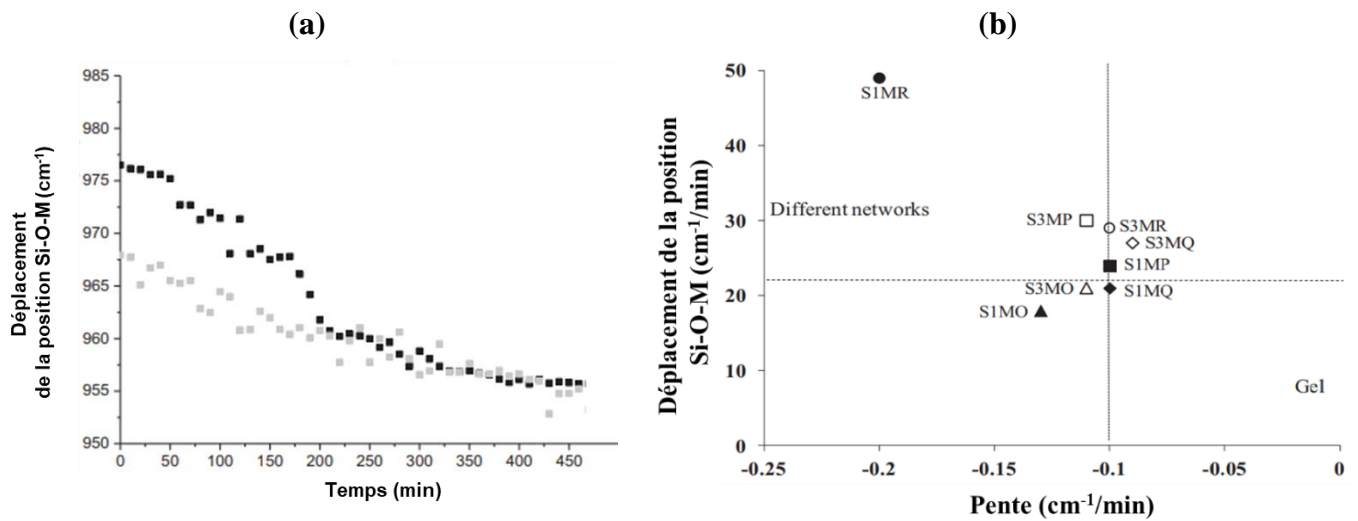 (a)
985
980
975
970
965
960
955
950
0 50 100 150 200 250 300 350 400 450
Déplacement
de la position Si-O-M (cm-1)
Temps (min)
(b)
50
40
30
20
10
0
-0.25 -0.2 -0.15 -0.1 -0.05 0
Déplacement de la position
Si-O-M (cm-1/min)
Pente (cm-1/min)
S1MR
Different networks
S3MP
S3MR
S3MQ
S1MP
S3MO
S1MQ
S1MO
Gel